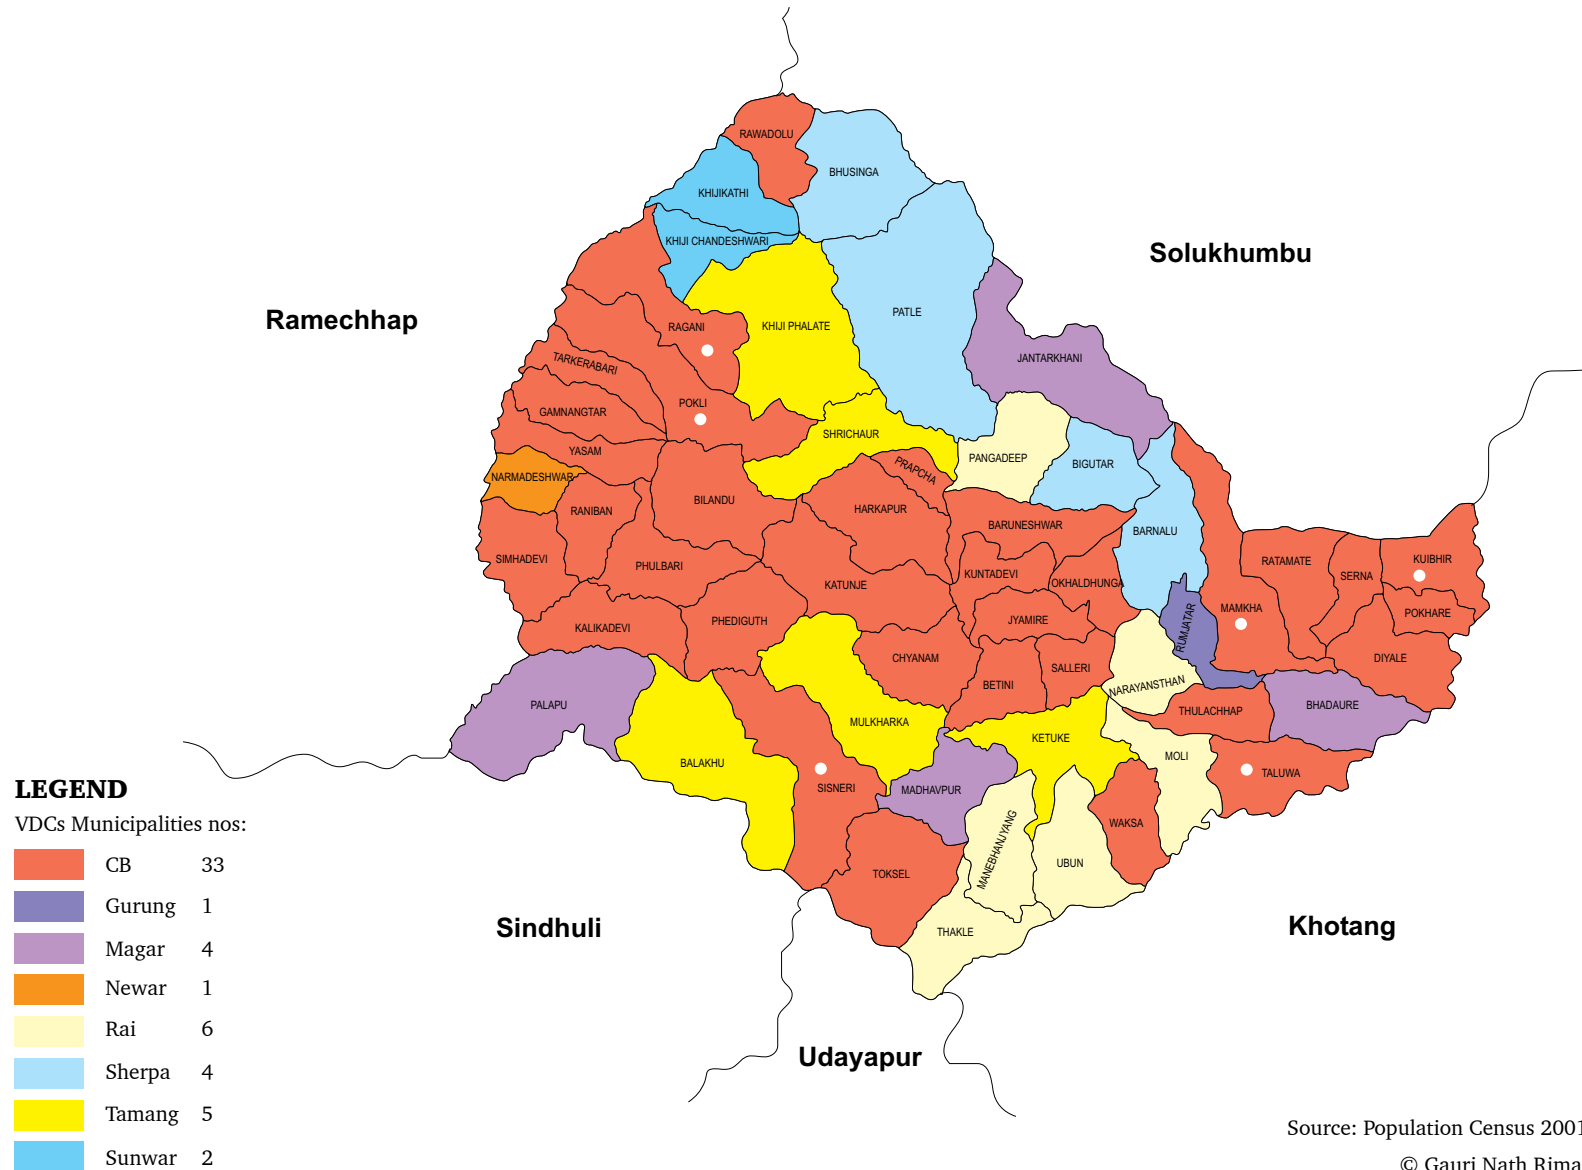 RAWADOLU
BHUSINGA
KHIJIKATHI
KHIJI CHANDESHWARI
Solukhumbu
Ramechhap
PATLE
RAGANI
KHIJI PHALATE
JANTARKHANI
TARKERABARI
POKLI
GAMNANGTAR
SHRICHAUR
YASAM
PANGADEEP
BIGUTAR
PRAPCHA
NARMADESHWAR
BILANDU
RANIBAN
HARKAPUR
BARUNESHWAR
BARNALU
SIMHADEVI
PHULBARI
KATUNJE
KUNTADEVI
OKHALDHUNGA
RATAMATE
SERNA
KUIBHIR
MAMKHA
POKHARE
KALIKADEVI
PHEDIGUTH
JYAMIRE
RUMJATAR
CHYANAM
SALLERI
DIYALE
BETINI
NARAYANSTHAN
PALAPU
THULACHHAP
BHADAURE
MULKHARKA
KETUKE
BALAKHU
MOLI
TALUWA
SISNERI
MADHAVPUR
WAKSA
MANEBHANJYANG
UBUN
TOKSEL
THAKLE
Sindhuli
Khotang
Udayapur
LEGEND
VDCs Municipalities nos:
CB 33
Gurung 1
Magar 4
Newar 1
Rai 6
Sherpa 4
Tamang 5
Sunwar 2
Source: Population Census 2001
© Gauri Nath Rima